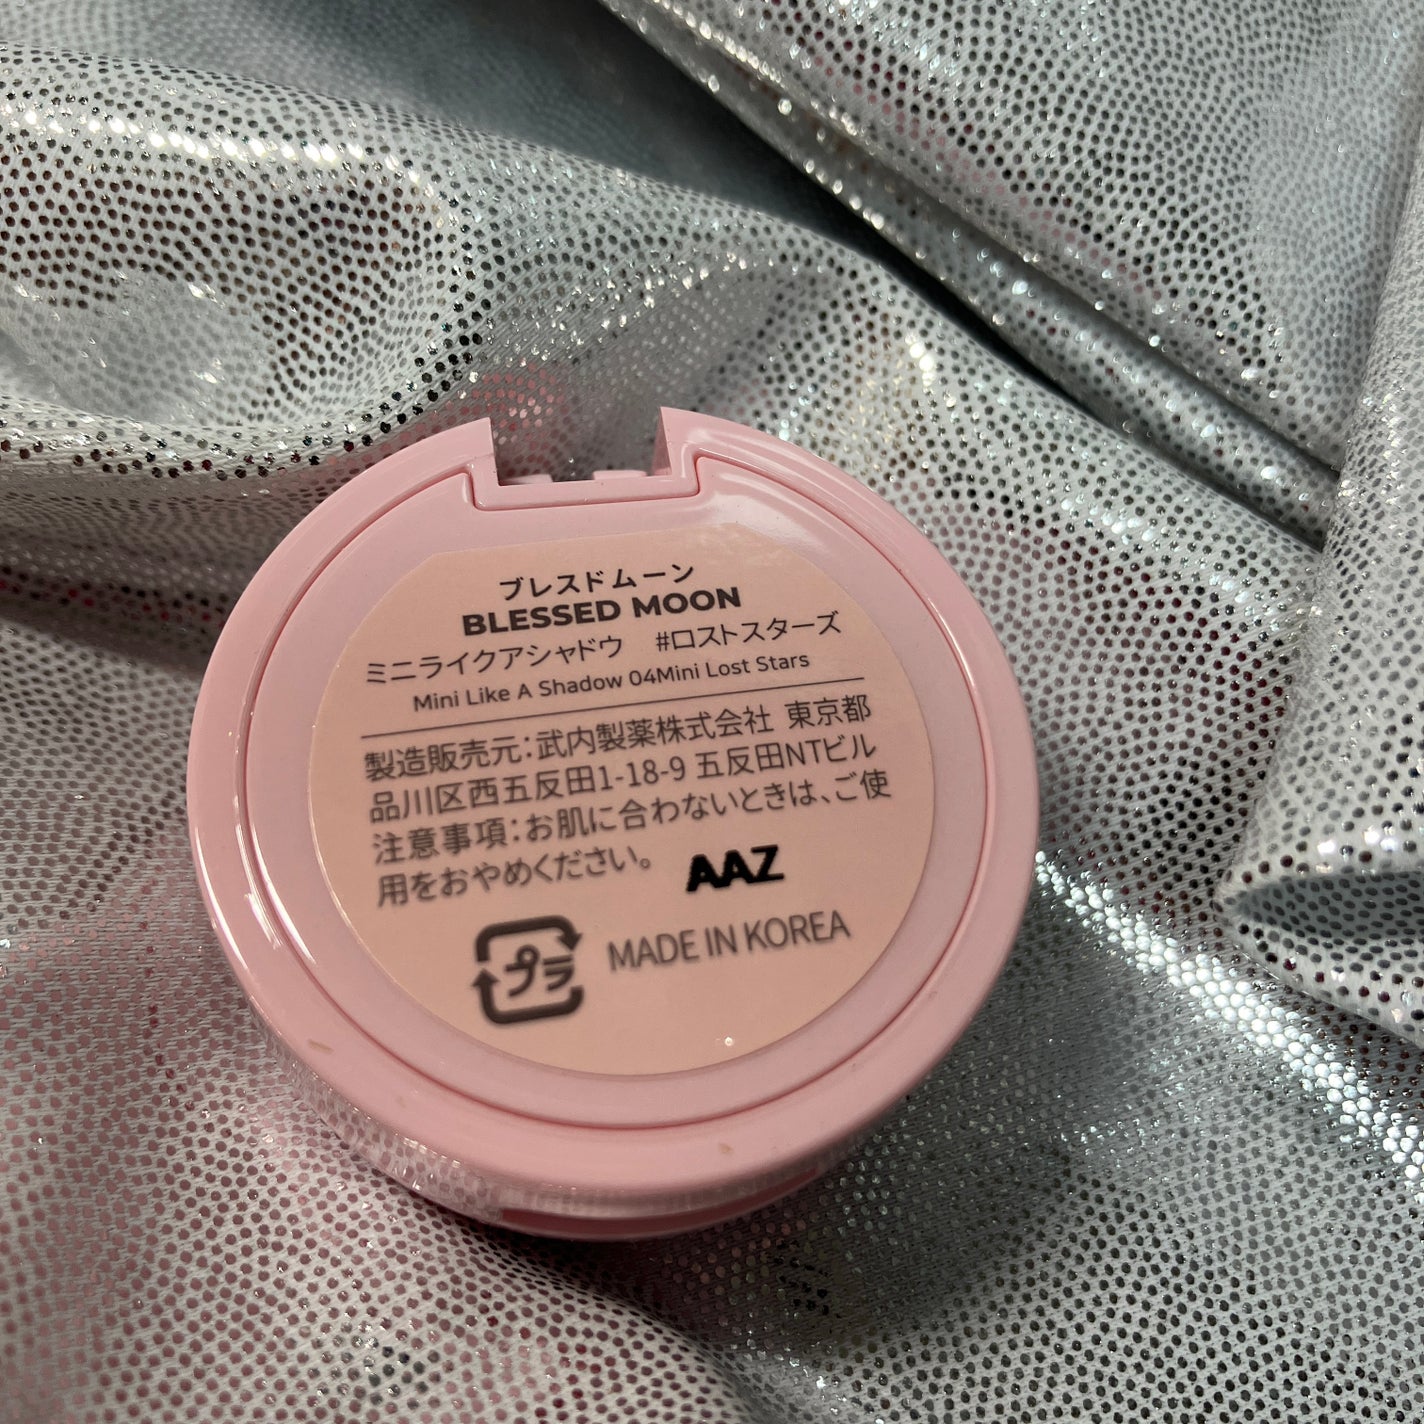 ブレスドムーン
BLESSED MOON
ミニライクアシャドウ　#ロストスターズ
Mini Like A Shadow 04Mini Lost Stars
製造販売元：武内製薬株式会社 東京都
品川区西五反田1-18-9 五反田NTビル
注意事項：お肌に合わないときは、ご使
用をおやめください。
AAZ
プラ
MADE IN KOREA